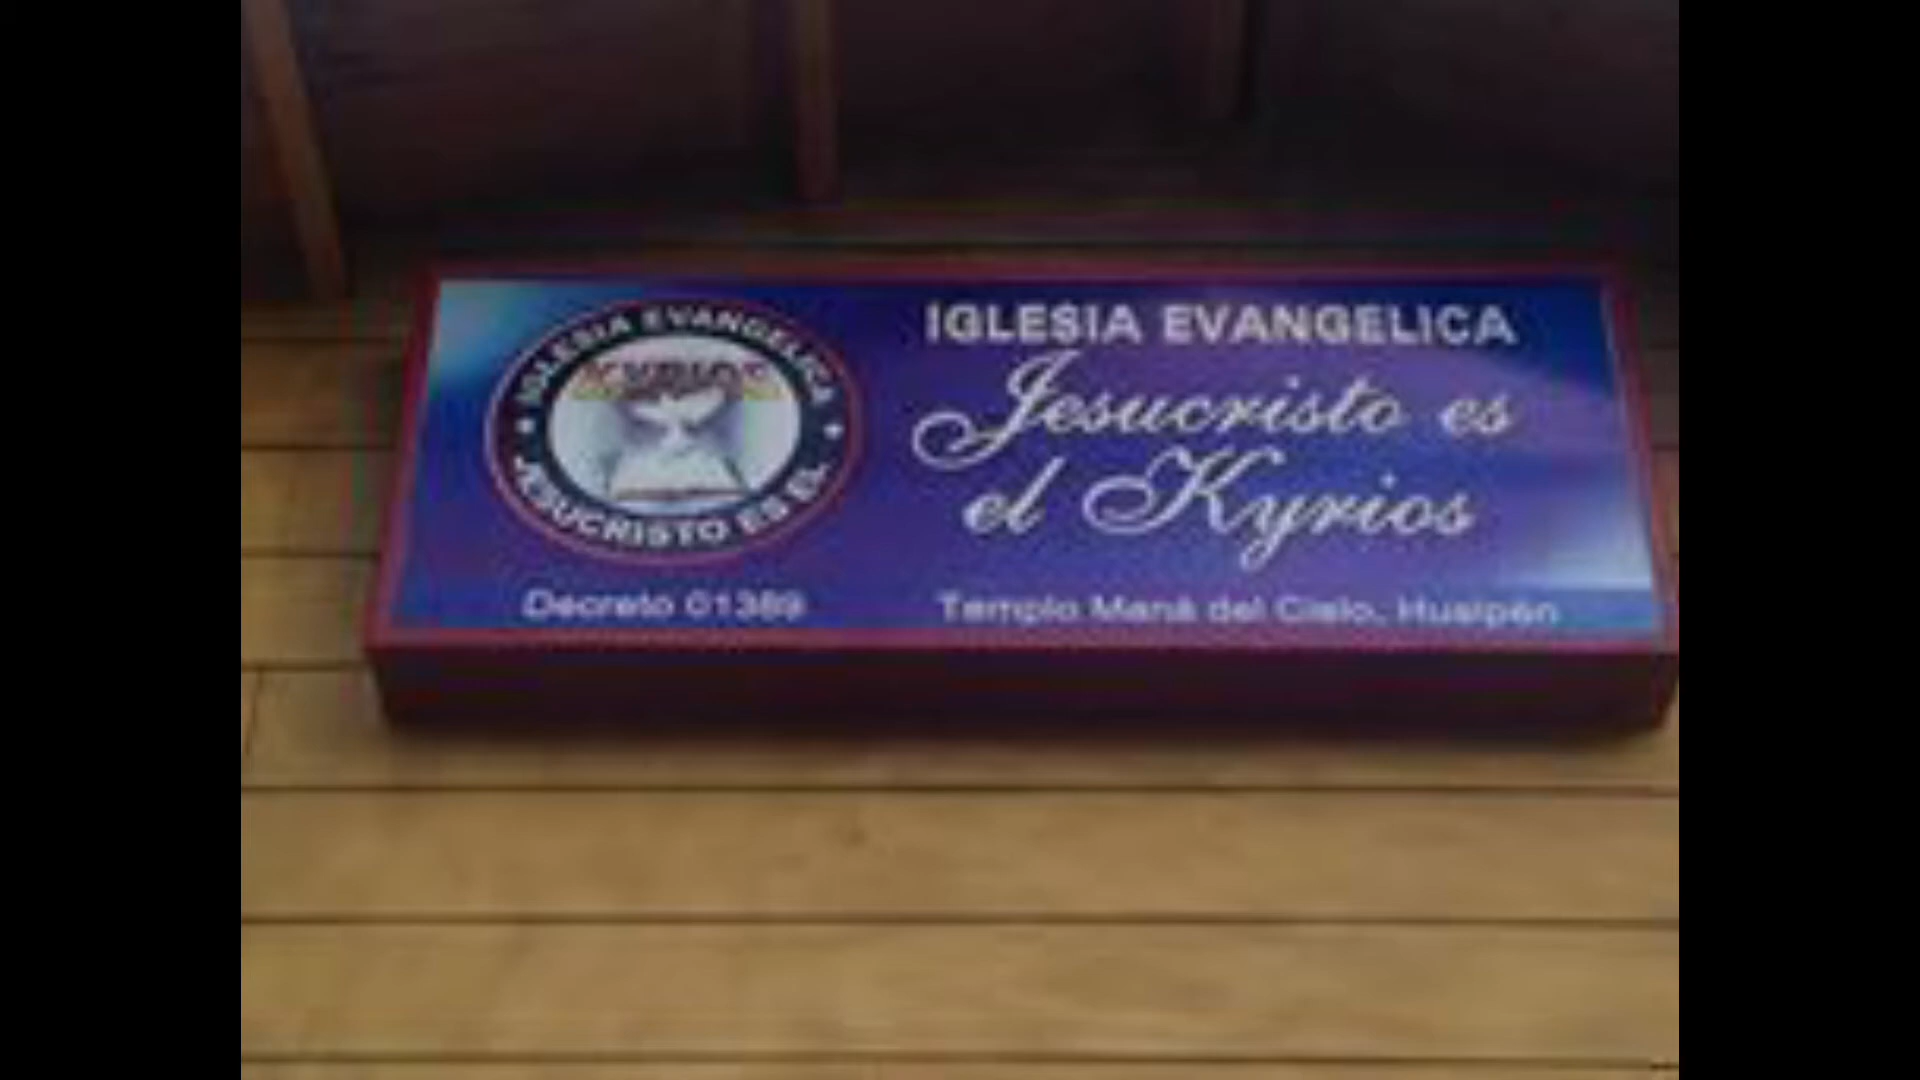 IGLESIA EVANGELICA
KYRIOS
JESUCRISTO ES EL
Decreto 01389
IGLESIA EVANGELICA
Jesucristo es
el Kyrios
Templo Maná del Cielo, Hualpén